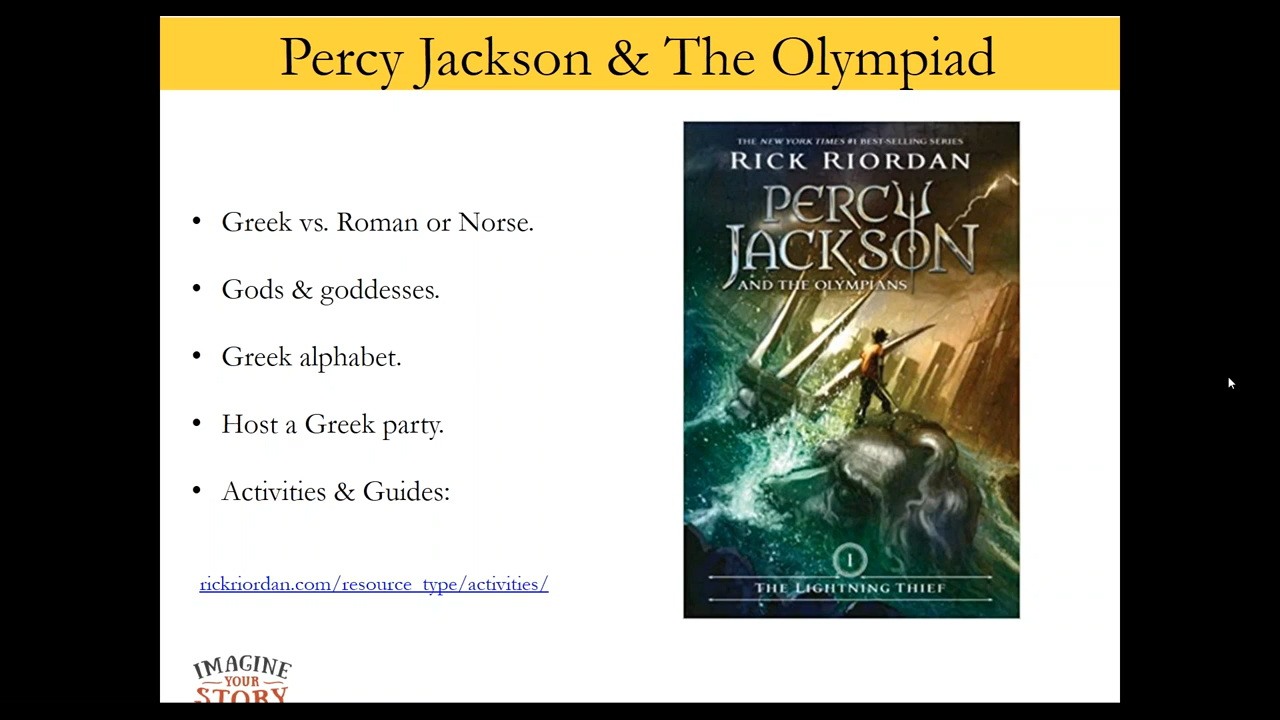 Percy Jackson & The Olympiad
• Greek vs. Roman or Norse.
• Gods & goddesses.
• Greek alphabet.
• Host a Greek party.
• Activities & Guides:
rickriordan.com/resource_type/activities/
IMAGINE
YOUR
STORY
THE NEW YORK TIMES #1 BEST-SELLING SERIES
RICK RIORDAN
PERCY
JACKSON
AND THE OLYMPIANS
1
THE LIGHTNING THIEF